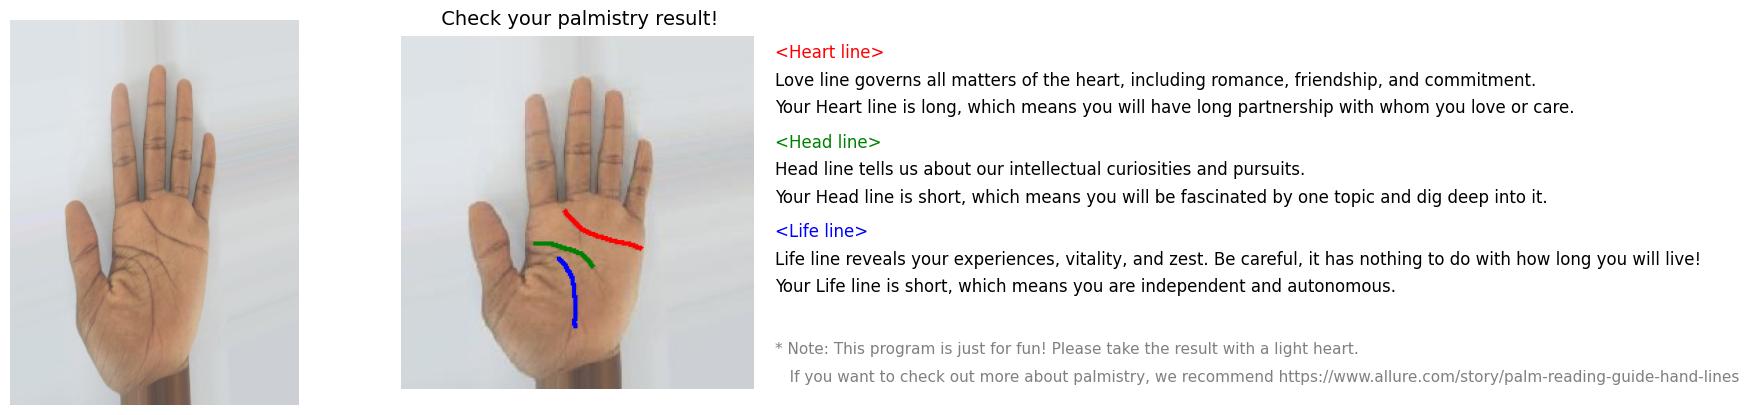 Check your palmistry result!
<Heart line>
Love line governs all matters of the heart, including romance, friendship, and commitment.
Your Heart line is long, which means you will have long partnership with whom you love or care.
<Head line>
Head line tells us about our intellectual curiosities and pursuits.
Your Head line is short, which means you will be fascinated by one topic and dig deep into it.
<Life line>
Life line reveals your experiences, vitality, and zest. Be careful, it has nothing to do with how long you will live!
Your Life line is short, which means you are independent and autonomous.
* Note: This program is just for fun! Please take the result with a light heart.
If you want to check out more about palmistry, we recommend https://www.allure.com/story/palm-reading-guide-hand-lines